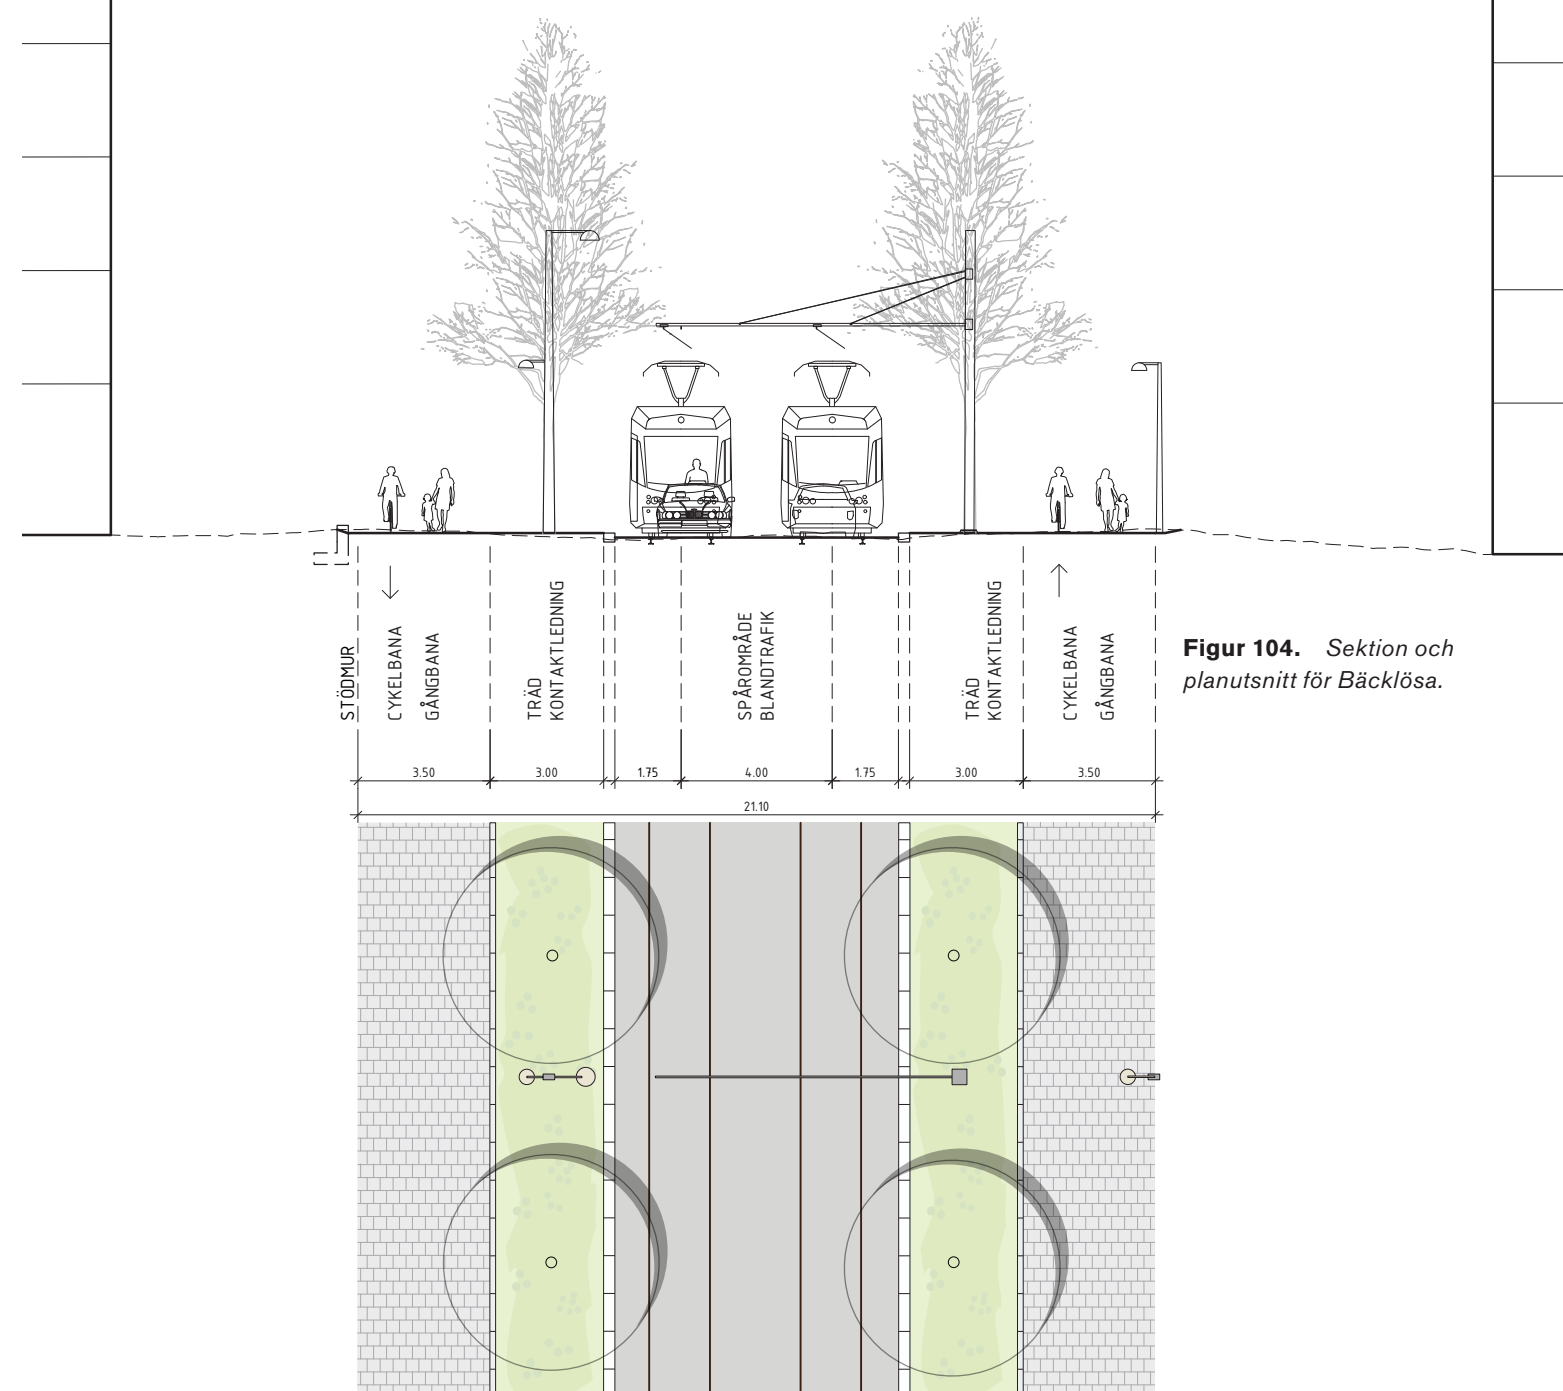 STÖDMUR
CYKELBANA
GÅNGBANA
TRÄD
KONTAKTLEDNING
SPÅROMRÅDE
BLANDTRAFIK
TRÄD
KONTAKTLEDNING
CYKELBANA
GÅNGBANA
Figur 104. Sektion och
planutsnitt för Bäcklösa.
3.50 3.00 1.75 4.00 1.75 3.00 3.50
21.10